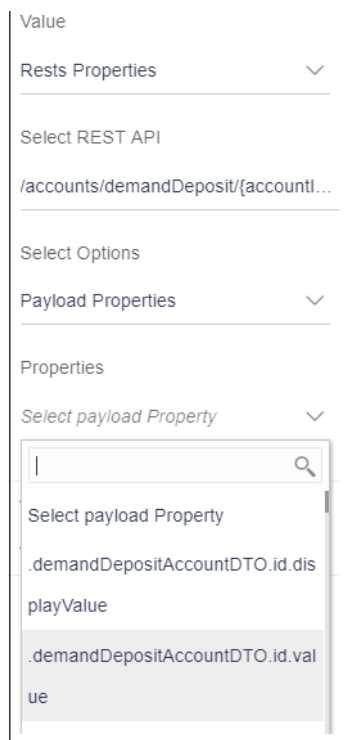 Value
Rests Properties
Select REST API
/accounts/demandDeposit/{accountI...
Select Options
Payload Properties
Properties
Select payload Property
Select payload Property
.demandDepositAccountDTO.id.dis
playValue
.demandDepositAccountDTO.id.val
ue